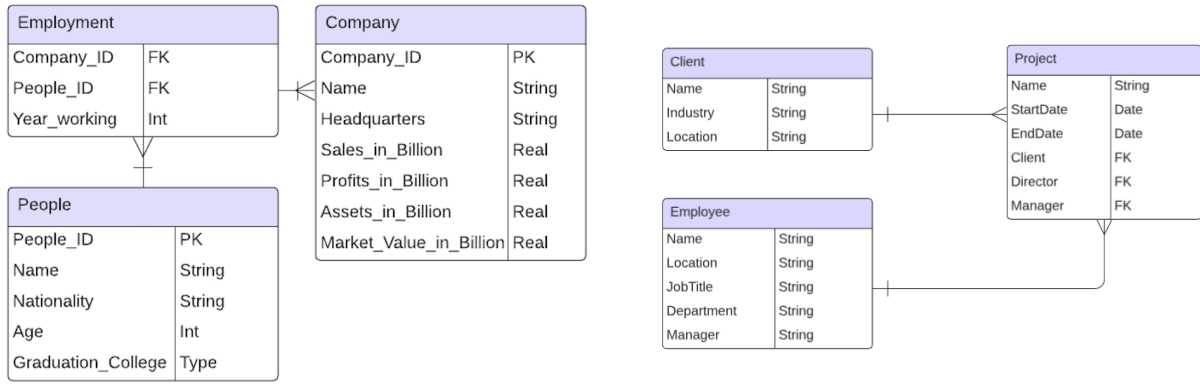 Employment
Company_ID FK
People_ID FK
Year_working Int
Company
Company_ID PK
Name String
Headquarters String
Sales_in_Billion Real
Profits_in_Billion Real
Assets_in_Billion Real
Market_Value_in_Billion Real
People
People_ID PK
Name String
Nationality String
Age Int
Graduation_College Type
Client
Name String
Industry String
Location String
Project
Name String
StartDate Date
EndDate Date
Client FK
Director FK
Manager FK
Employee
Name String
Location String
JobTitle String
Department String
Manager String